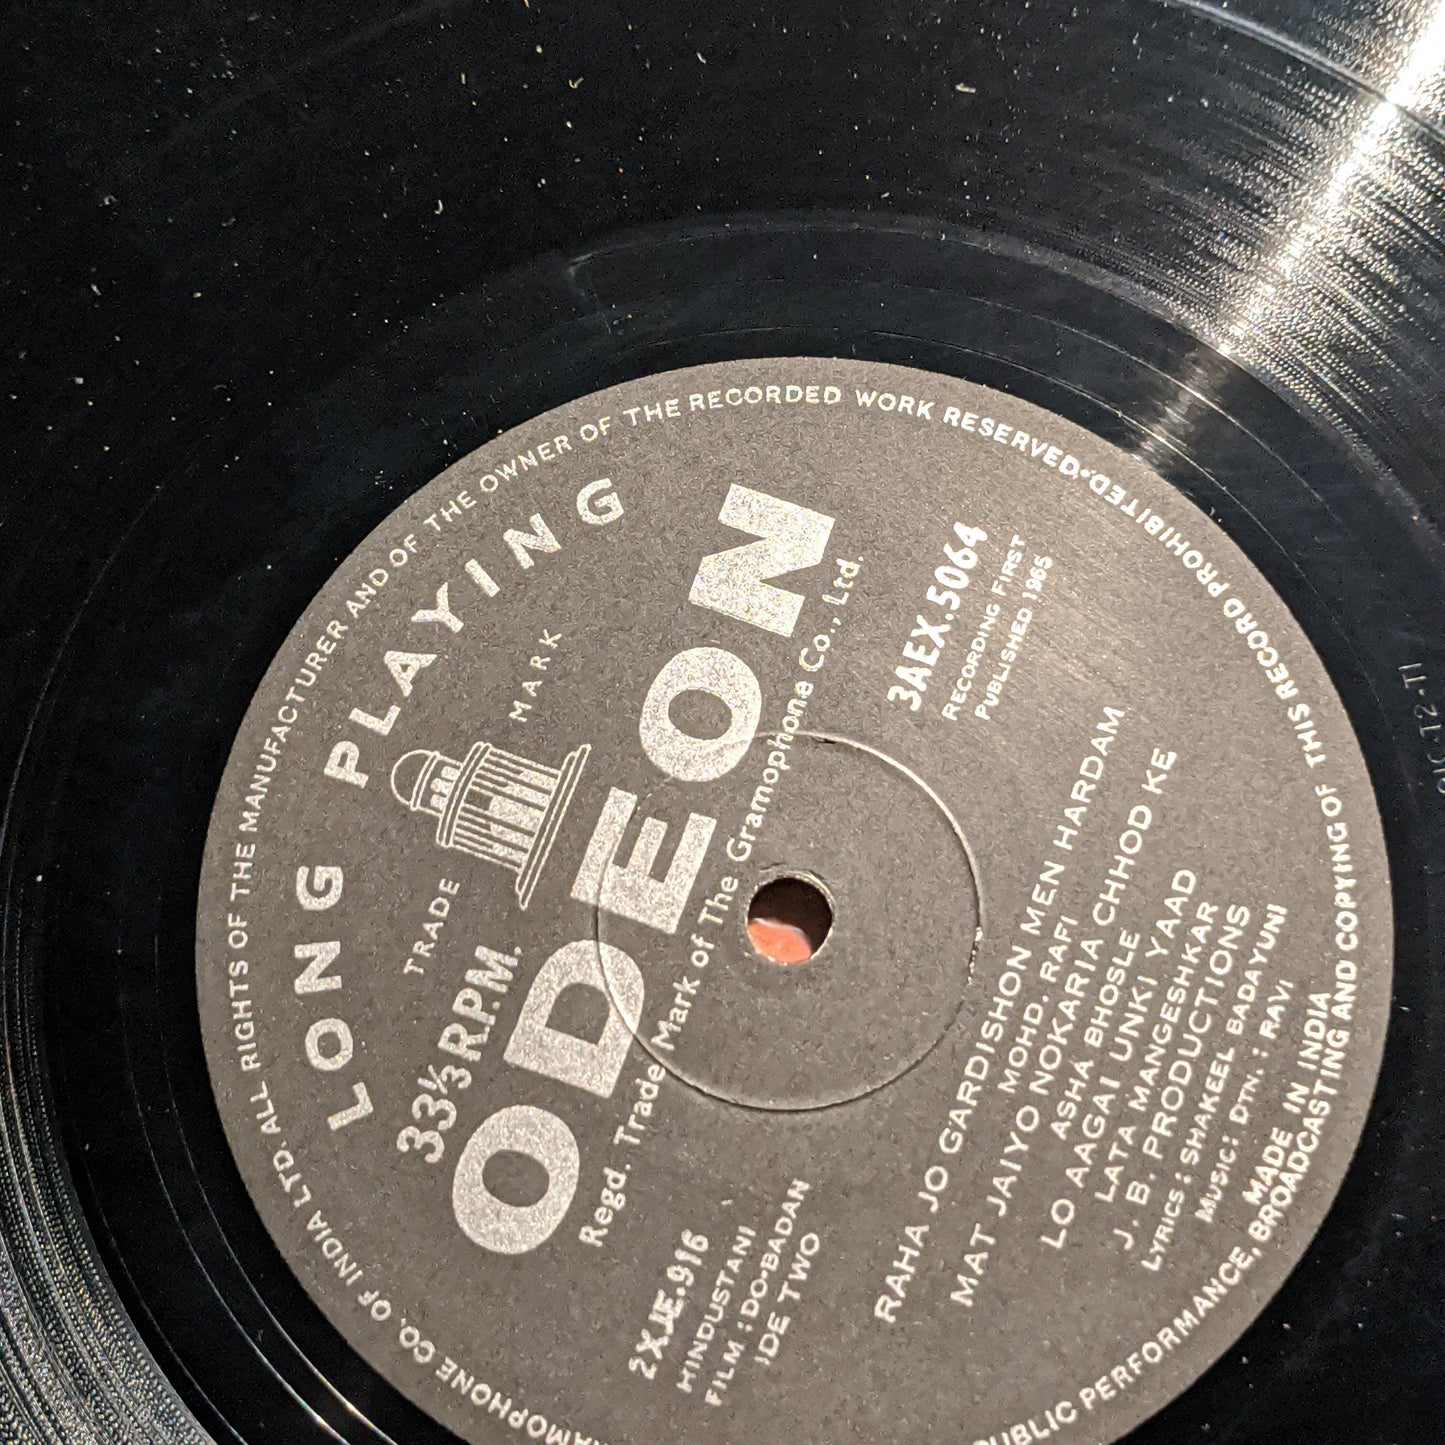 THE GRAMOPHONE CO. OF INDIA LTD. ALL RIGHTS OF THE MANUFACTURER AND OF THE OWNER OF THE RECORDED WORK RESERVED.
PUBLIC PERFORMANCE, BROADCASTING AND COPYING OF THIS RECORD PROHIBITED.
LONG PLAYING
TRADE MARK
33⅓ R.P.M.
ODEON
Regd. Trade Mark of The Gramophone Co., Ltd.
2XJE.916
HINDUSTANI
FILM : DO-BADAN
IDE TWO
3AEX.5064
RECORDING FIRST
PUBLISHED 1965
RAHA JO GARDISHON MEN HARDAM
MOHD. RAFI
MAT JAIYO NOKARIA CHHOD KE
ASHA BHOSLE
LO AAGAI UNKI YAAD
LATA MANGESHKAR
J. B. PRODUCTIONS
LYRICS : SHAKEEL BADAYUNI
MUSIC: DTN. : RAVI
MADE IN INDIA